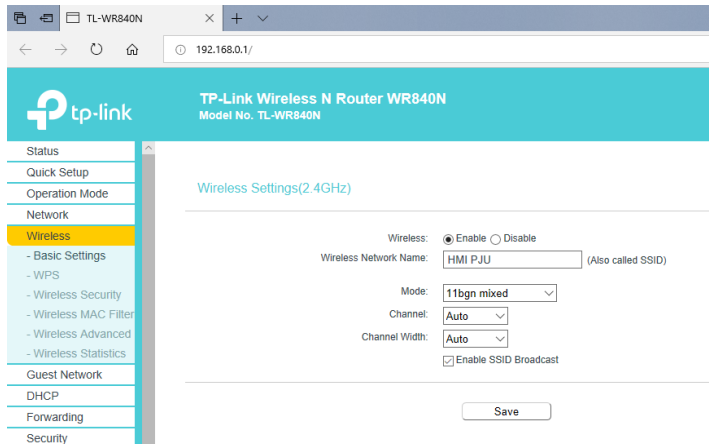 TL-WR840N
192.168.0.1/
tp-link
TP-Link Wireless N Router WR840N
Model No. TL-WR840N
Status
Quick Setup
Operation Mode
Network
Wireless
- Basic Settings
- WPS
- Wireless Security
- Wireless MAC Filter
- Wireless Advanced
- Wireless Statistics
Guest Network
DHCP
Forwarding
Security
Wireless Settings(2.4GHz)
Wireless: Enable Disable
Wireless Network Name: HMI PJU (Also called SSID)
Mode: 11bgn mixed
Channel: Auto
Channel Width: Auto
Enable SSID Broadcast
Save